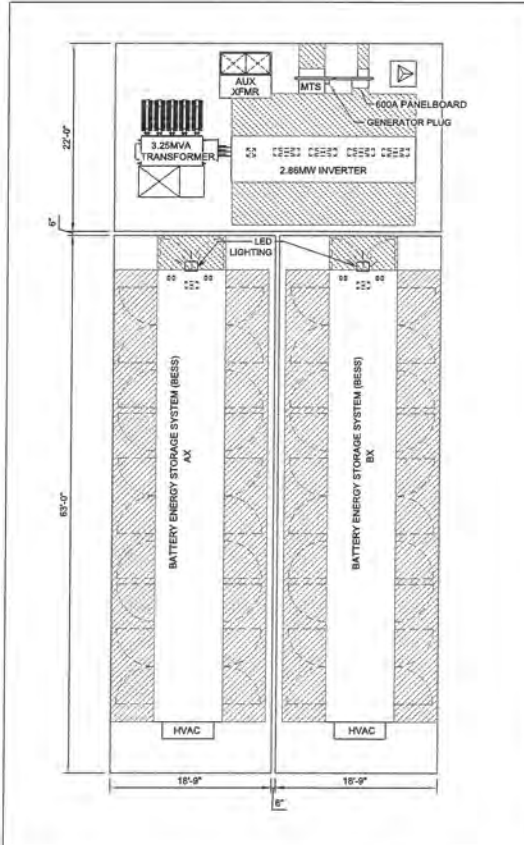 AUX
XFMR
MTS
600A PANELBOARD
GENERATOR PLUG
3.25MVA
TRANSFORMER
2.86MW INVERTER
22'-0"
6"
LED
LIGHTING
BATTERY ENERGY STORAGE SYSTEM (BESS)
AX
BATTERY ENERGY STORAGE SYSTEM (BESS)
BX
63'-0"
HVAC
HVAC
18'-9"
18'-9"
6"